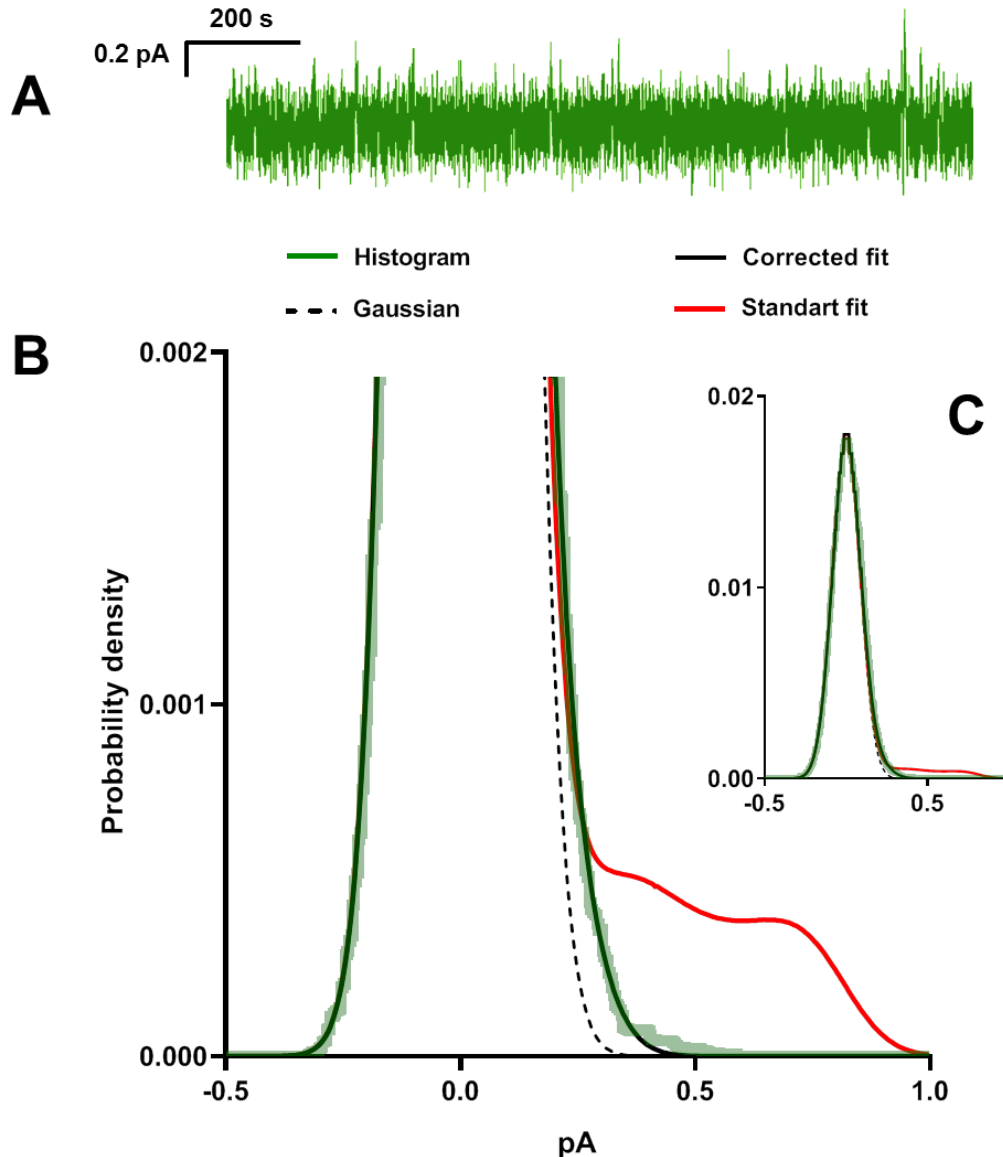 200 s
0.2 pA
A
Histogram
Corrected fit
Gaussian
Standart fit
B
C
0.002
0.001
0.000
-0.5
0.0
0.5
1.0
Probability density
pA
0.02
0.01
0.00
-0.5
0.5